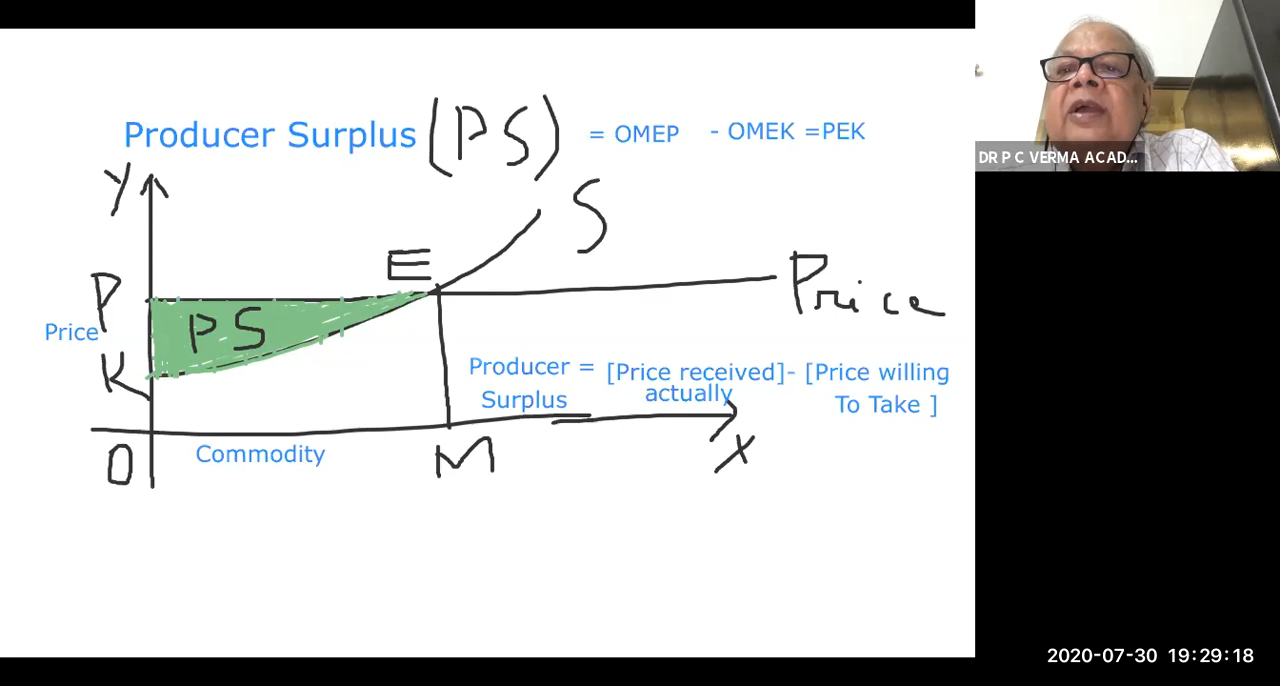 Producer Surplus (PS) = OMEP - OMEK =PEK
DR P C VERMA ACAD...
Y
S
E
P
Price
PS
Price
K
Producer = [Price received]- [Price willing
Surplus actually To Take ]
O
Commodity
M
X
2020-07-30 19:29:18